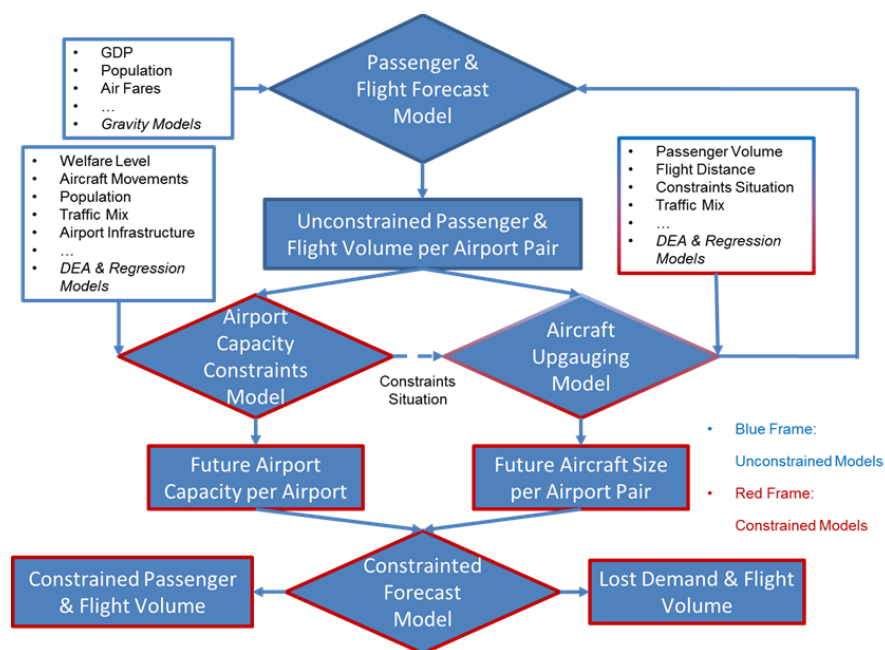 • GDP
• Population
• Air Fares
• …
• Gravity Models
Passenger &
Flight Forecast
Model
• Welfare Level
• Aircraft Movements
• Population
• Traffic Mix
• Airport Infrastructure
• …
• DEA & Regression
Models
• Passenger Volume
• Flight Distance
• Constraints Situation
• Traffic Mix
• …
• DEA & Regression
Models
Unconstrained Passenger &
Flight Volume per Airport Pair
Airport
Capacity
Constraints
Model
Constraints
Situation
Aircraft
Upgauging
Model
Future Airport
Capacity per Airport
Future Aircraft Size
per Airport Pair
• Blue Frame:
Unconstrained Models
• Red Frame:
Constrained Models
Constrained Passenger
& Flight Volume
Constrainted
Forecast
Model
Lost Demand & Flight
Volume